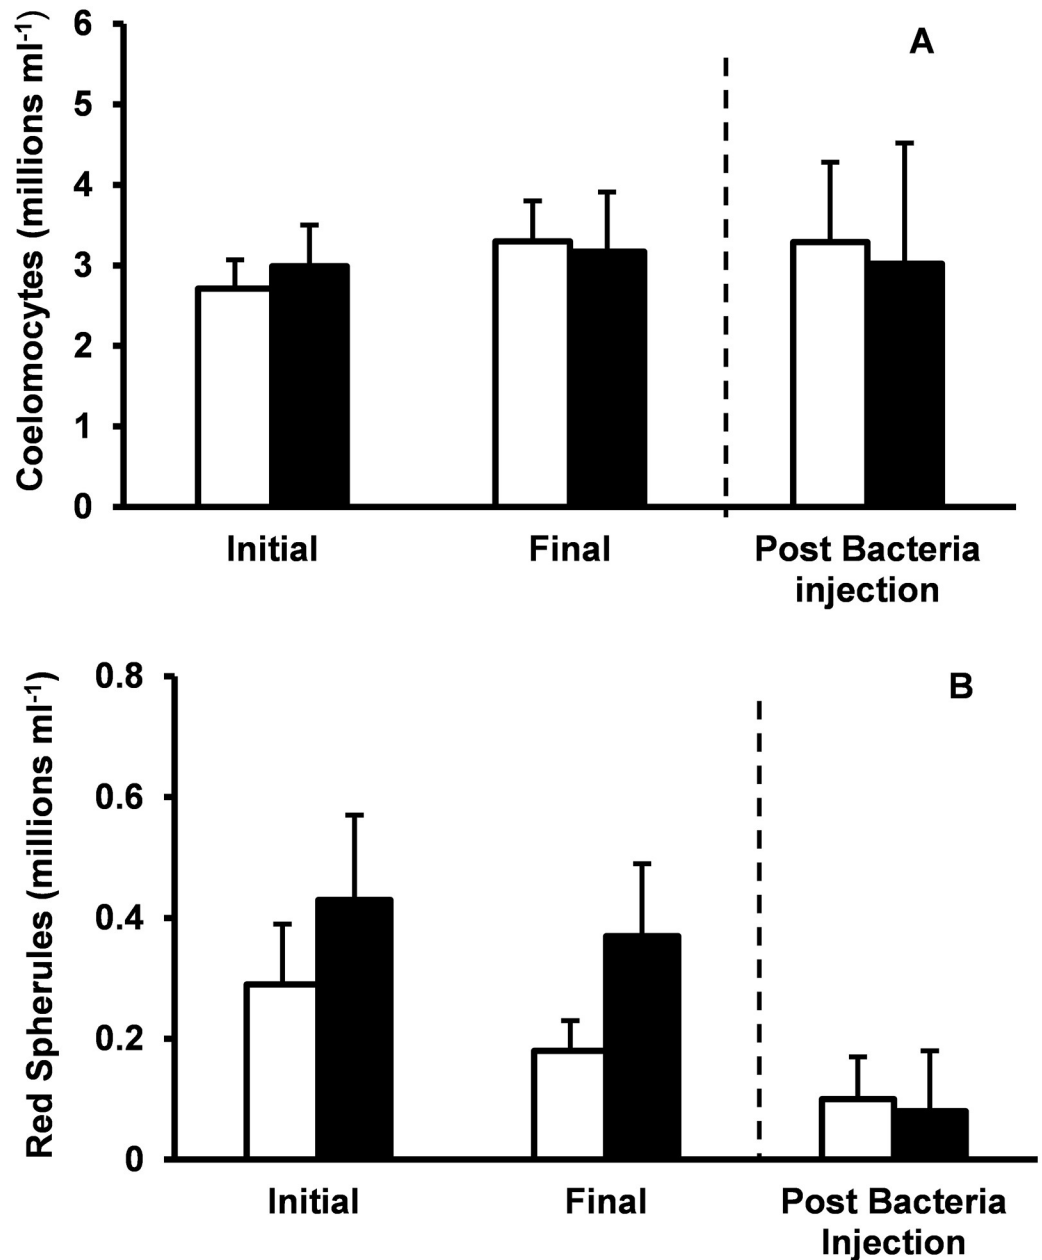 Coelomocytes (millions ml⁻¹)
6
5
4
3
2
1
0
A
Initial
Final
Post Bacteria
injection
Red Spherules (millions ml⁻¹)
0.8
0.6
0.4
0.2
0
B
Initial
Final
Post Bacteria
Injection